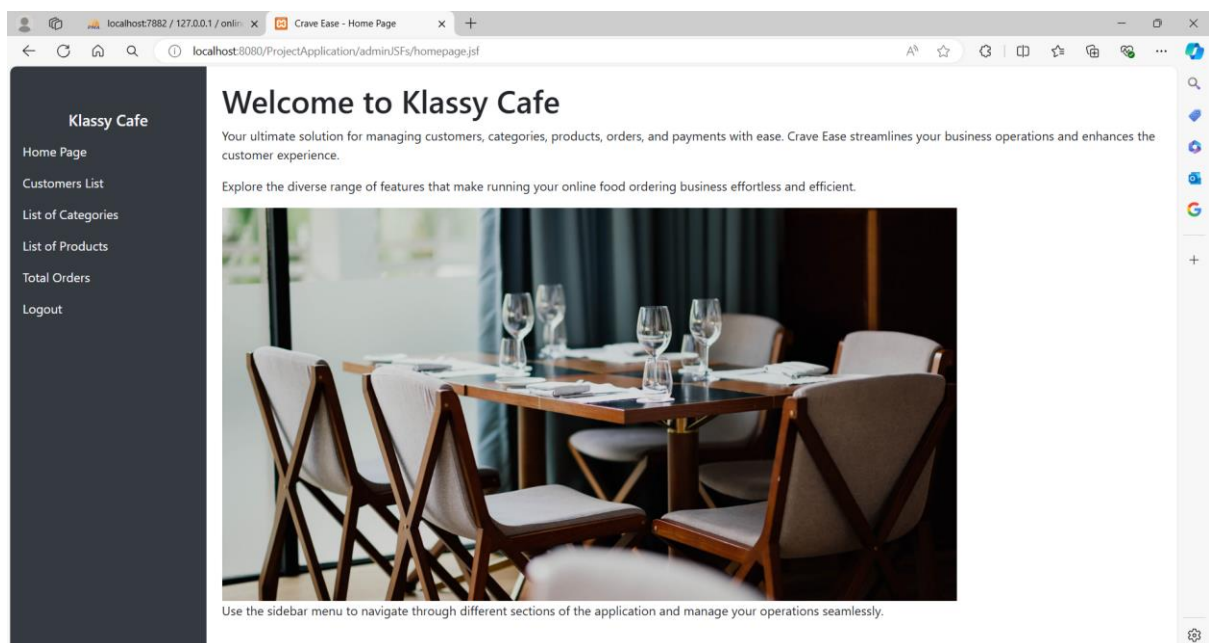 localhost:7882 / 127.0.0.1 / onlin
Crave Ease - Home Page
localhost:8080/ProjectApplication/adminJSFs/homepage.jsf
Klassy Cafe
Home Page
Customers List
List of Categories
List of Products
Total Orders
Logout
Welcome to Klassy Cafe
Your ultimate solution for managing customers, categories, products, orders, and payments with ease. Crave Ease streamlines your business operations and enhances the
customer experience.
Explore the diverse range of features that make running your online food ordering business effortless and efficient.
Use the sidebar menu to navigate through different sections of the application and manage your operations seamlessly.